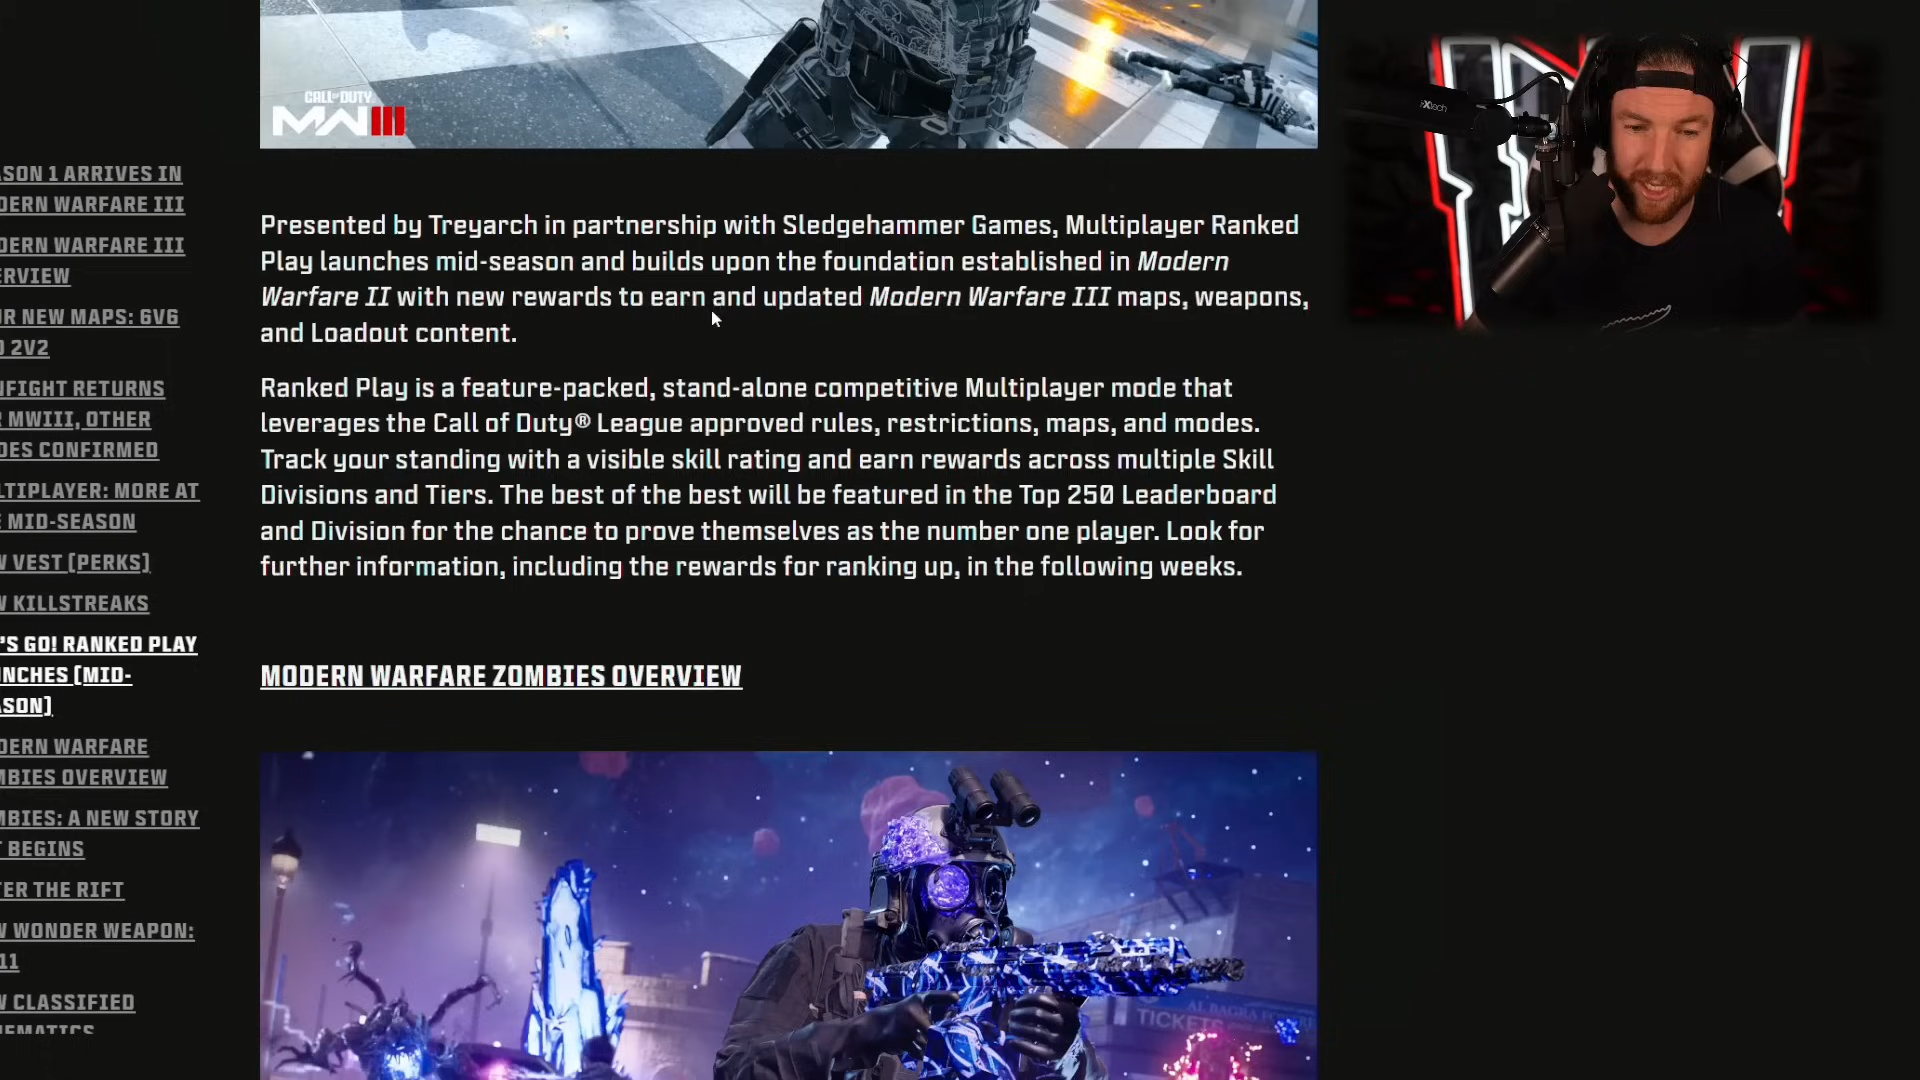 CALL OF DUTY
MWIII
ASON 1 ARRIVES IN
DERN WARFARE III
DERN WARFARE III
ERVIEW
R NEW MAPS: 6V6
D 2V2
NFIGHT RETURNS
R MWIII, OTHER
DES CONFIRMED
LTIPLAYER: MORE AT
E MID-SEASON
W VEST [PERKS]
W KILLSTREAKS
'S GO! RANKED PLAY
UNCHES [MID-
ASON]
DERN WARFARE
MBIES OVERVIEW
MBIES: A NEW STORY
T BEGINS
TER THE RIFT
W WONDER WEAPON:
11
W CLASSIFIED
HEMATICS
Presented by Treyarch in partnership with Sledgehammer Games, Multiplayer Ranked
Play launches mid-season and builds upon the foundation established in Modern
Warfare II with new rewards to earn and updated Modern Warfare III maps, weapons,
and Loadout content.
Ranked Play is a feature-packed, stand-alone competitive Multiplayer mode that
leverages the Call of Duty® League approved rules, restrictions, maps, and modes.
Track your standing with a visible skill rating and earn rewards across multiple Skill
Divisions and Tiers. The best of the best will be featured in the Top 250 Leaderboard
and Division for the chance to prove themselves as the number one player. Look for
further information, including the rewards for ranking up, in the following weeks.
MODERN WARFARE ZOMBIES OVERVIEW
TICKETS